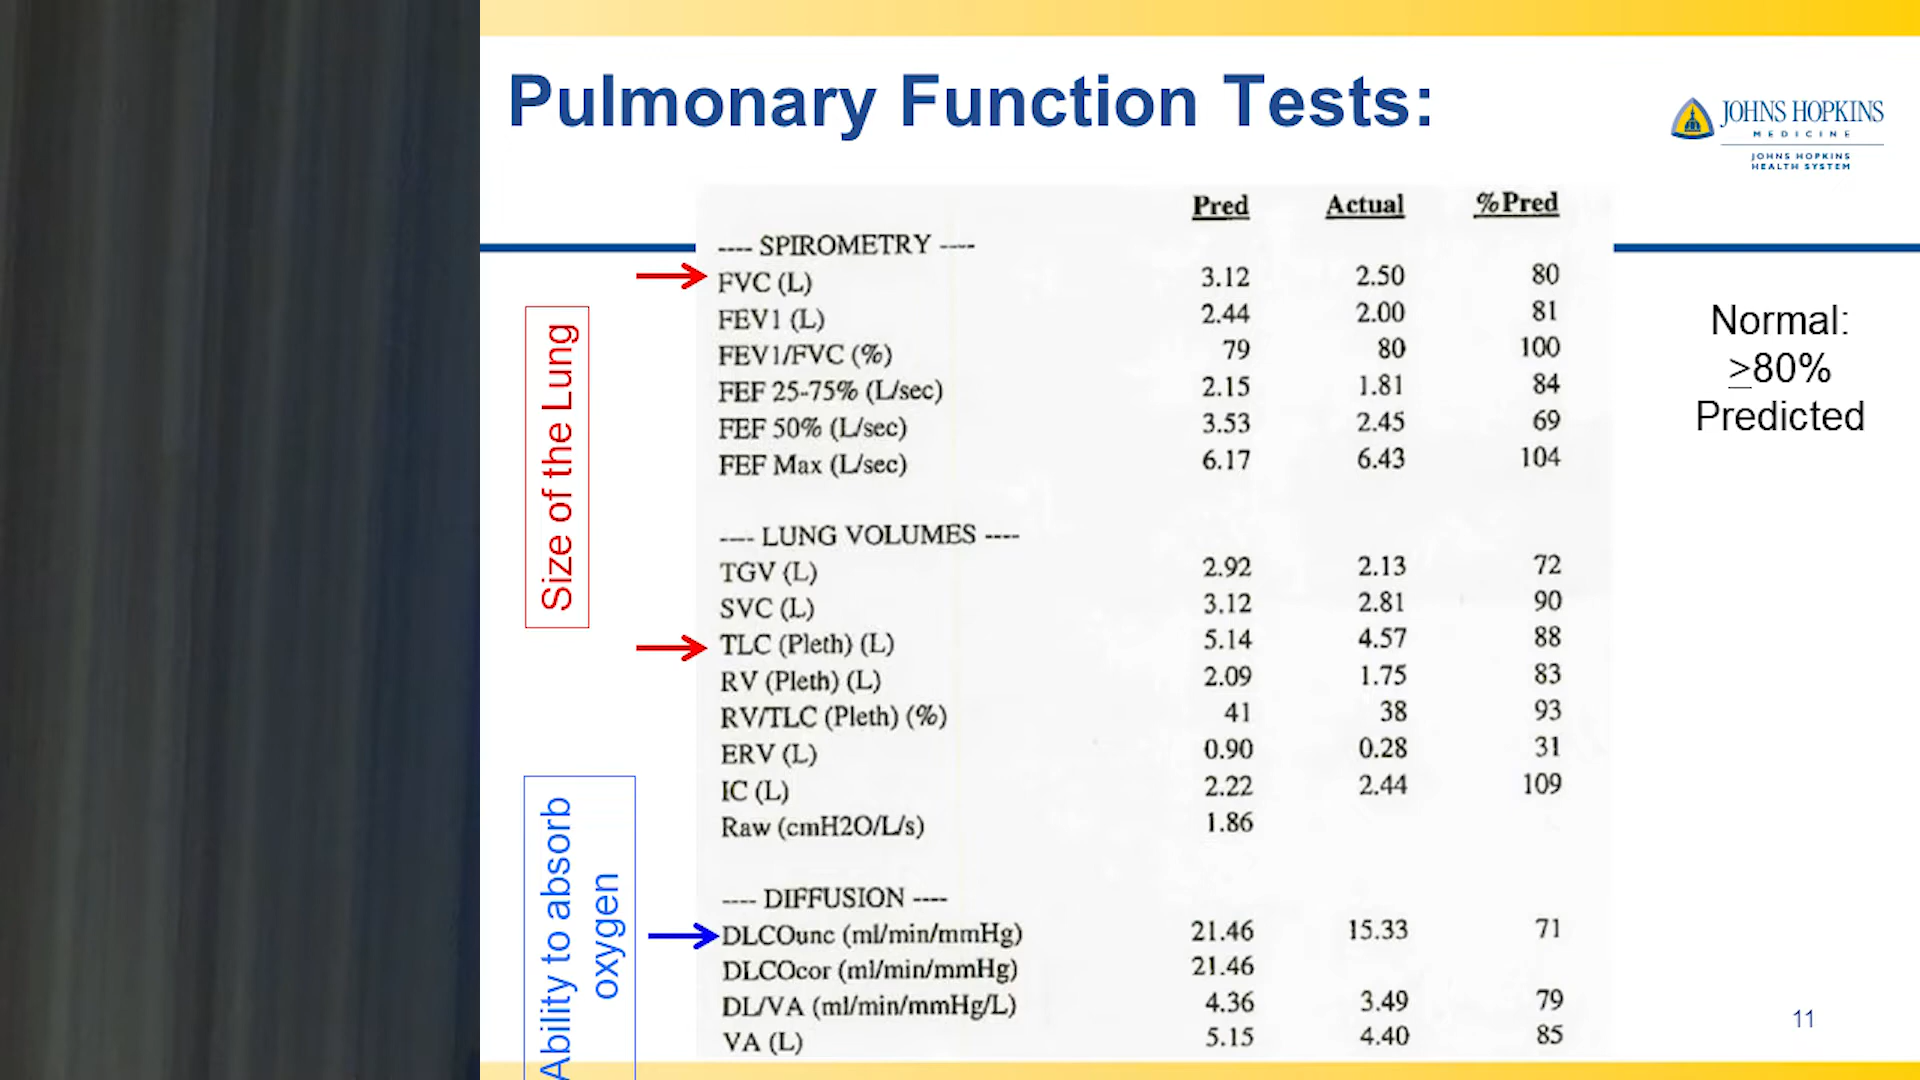 Pulmonary Function Tests:
JOHNS HOPKINS
MEDICINE
JOHNS HOPKINS
HEALTH SYSTEM
Pred Actual %Pred
---- SPIROMETRY ----
FVC (L) 3.12 2.50 80
FEV1 (L) 2.44 2.00 81
FEV1/FVC (%) 79 80 100
FEF 25-75% (L/sec) 2.15 1.81 84
FEF 50% (L/sec) 3.53 2.45 69
FEF Max (L/sec) 6.17 6.43 104
---- LUNG VOLUMES ----
TGV (L) 2.92 2.13 72
SVC (L) 3.12 2.81 90
TLC (Pleth) (L) 5.14 4.57 88
RV (Pleth) (L) 2.09 1.75 83
RV/TLC (Pleth) (%) 41 38 93
ERV (L) 0.90 0.28 31
IC (L) 2.22 2.44 109
Raw (cmH2O/L/s) 1.86
---- DIFFUSION ----
DLCOunc (ml/min/mmHg) 21.46 15.33 71
DLCOcor (ml/min/mmHg) 21.46
DL/VA (ml/min/mmHg/L) 4.36 3.49 79
VA (L) 5.15 4.40 85
Size of the Lung
Ability to absorb
oxygen
Normal:
≥80%
Predicted
11